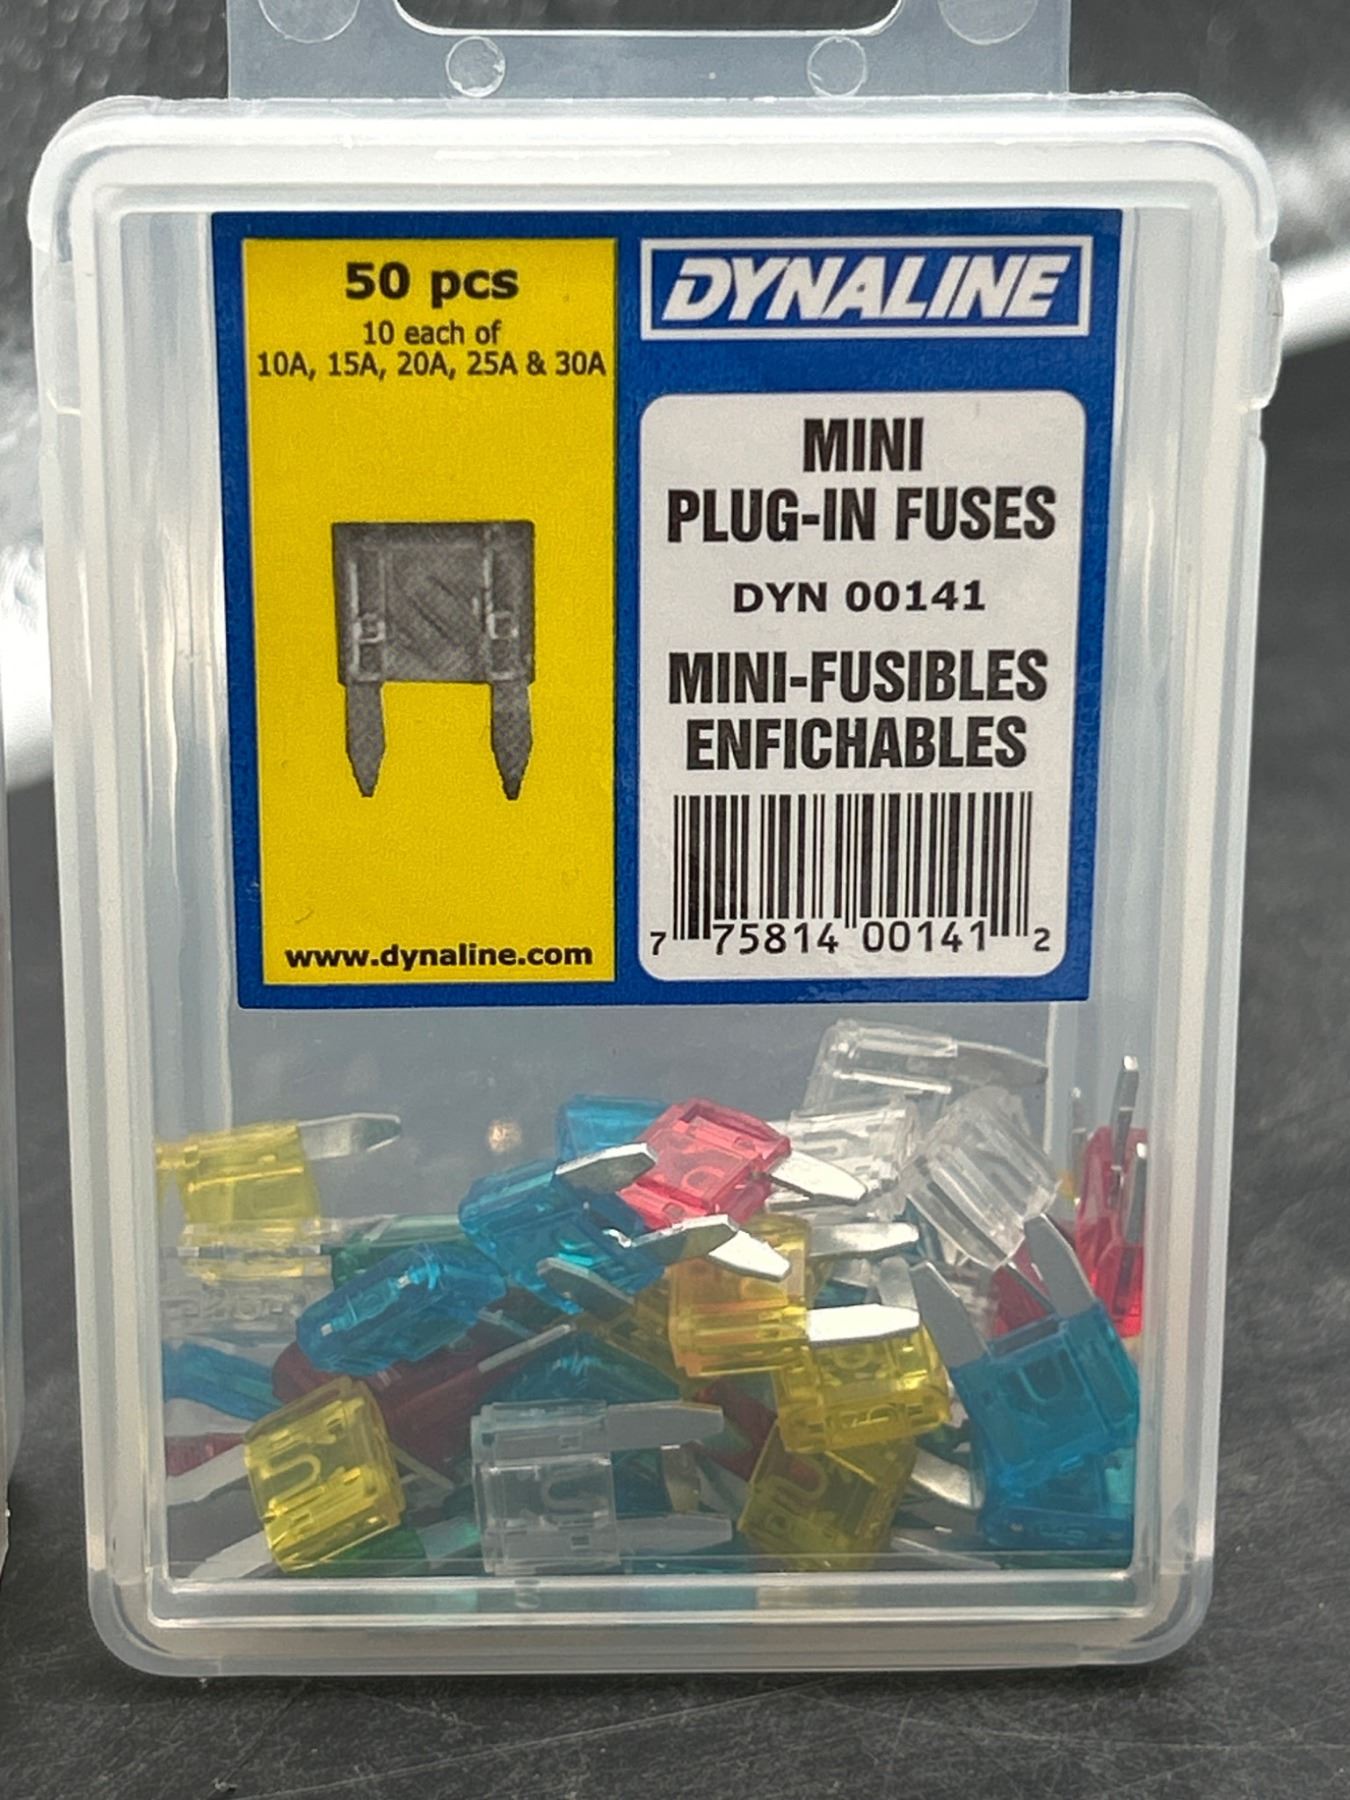 50 pcs
10 each of
10A, 15A, 20A, 25A & 30A
www.dynaline.com
DYNALINE
MINI
PLUG-IN FUSES
DYN 00141
MINI-FUSIBLES
ENFICHABLES
7 75814 00141 2